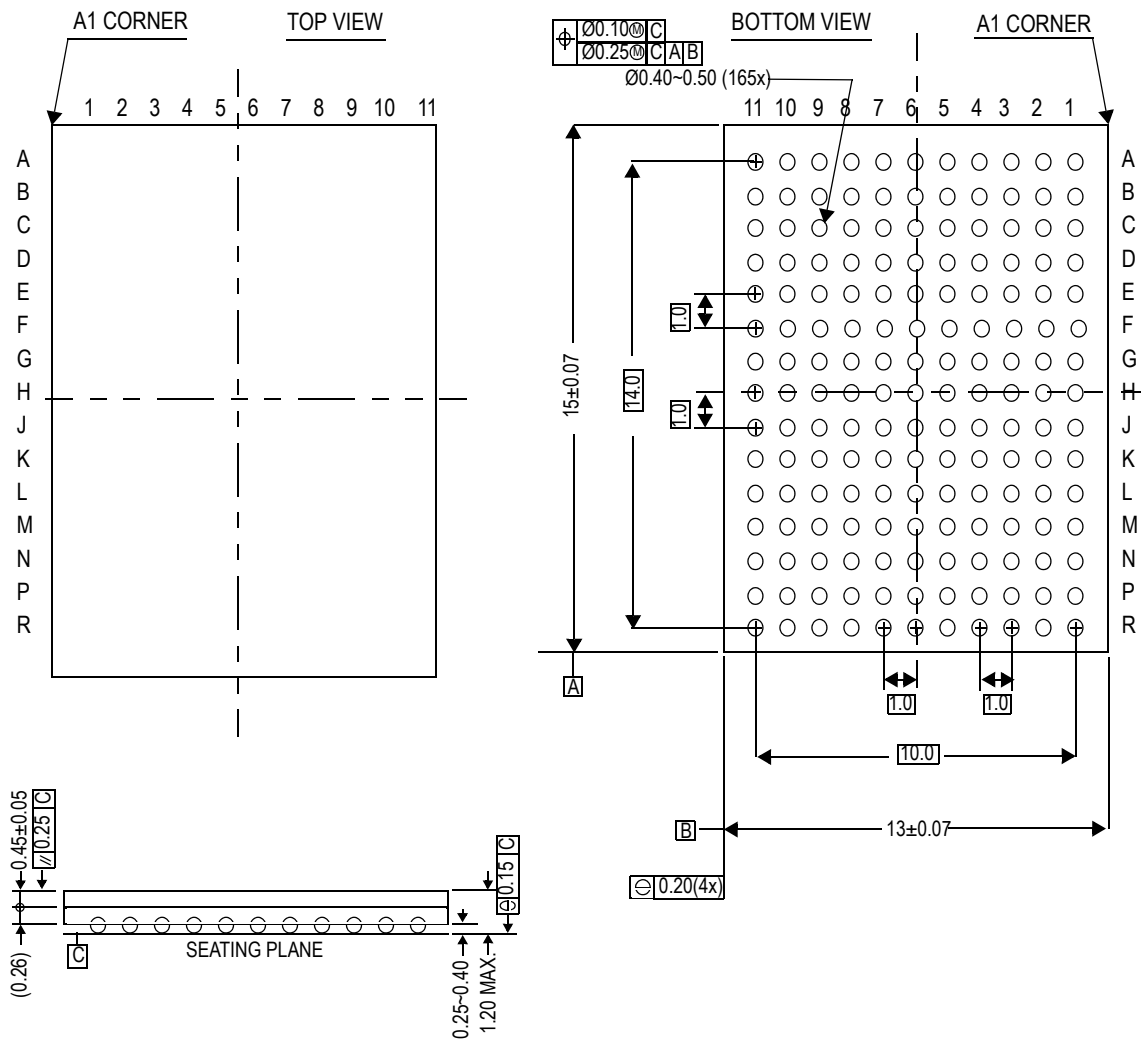 A1 CORNER
TOP VIEW
1 2 3 4 5 6 7 8 9 10 11
A
B
C
D
E
F
G
H
J
K
L
M
N
P
R
Ø0.10Ⓜ C
Ø0.25Ⓜ C A B
Ø0.40~0.50 (165x)
BOTTOM VIEW
A1 CORNER
11 10 9 8 7 6 5 4 3 2 1
A
B
C
D
E
F
G
H
J
K
L
M
N
P
R
15±0.07
14.0
1.0
1.0
A
1.0
1.0
10.0
B
13±0.07
0.20(4x)
0.45±0.05
// 0.25 C
(0.26)
C
SEATING PLANE
0.15 C
0.25~0.40
1.20 MAX.